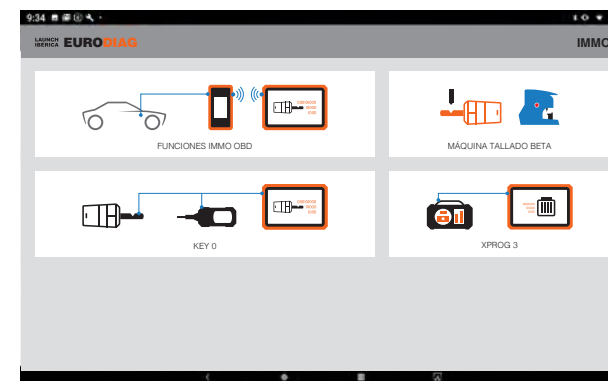 9:34
LAUNCH
IBERICA
EURODIAG
IMMO
FUNCIONES IMMO OBD
MÁQUINA TALLADO BETA
KEY 0
XPROG 3